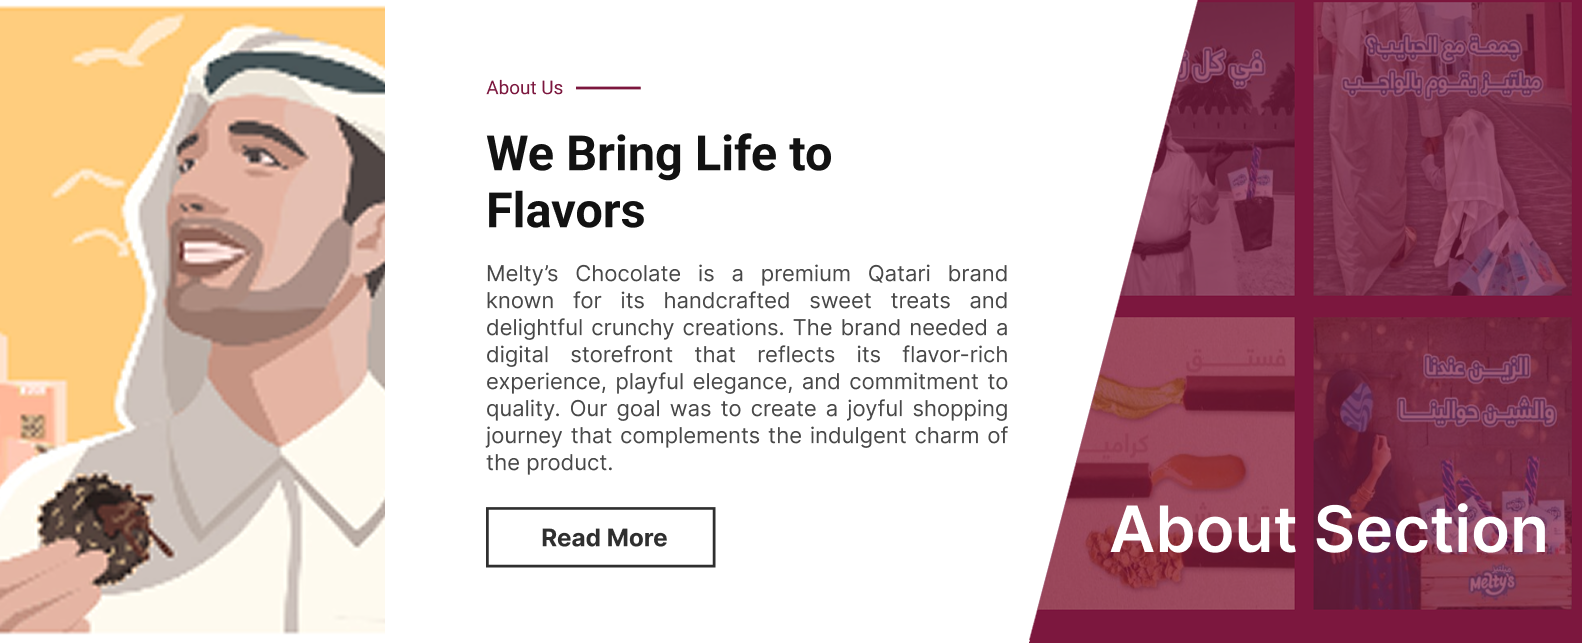 About Us
We Bring Life to
Flavors
Melty’s Chocolate is a premium Qatari brand
known for its handcrafted sweet treats and
delightful crunchy creations. The brand needed a
digital storefront that reflects its flavor-rich
experience, playful elegance, and commitment to
quality. Our goal was to create a joyful shopping
journey that complements the indulgent charm of
the product.
Read More
في كل
جمعة مع الحبايب؟
ميلتيز يقوم بالواجب
فستق
الزين عندنا
والشين حوالينا
About Section
Melty's